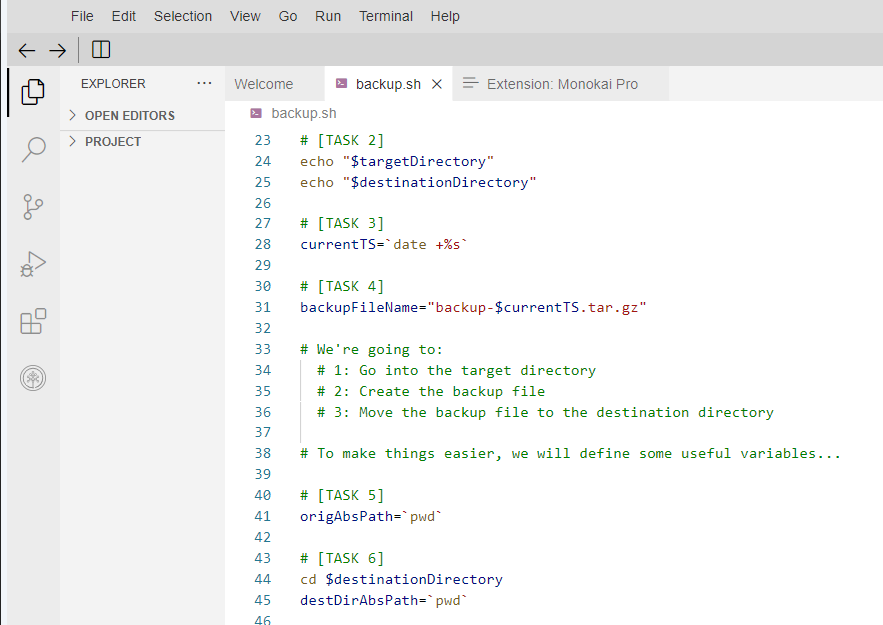 File Edit Selection View Go Run Terminal Help
EXPLORER ···
OPEN EDITORS
PROJECT
Welcome backup.sh Extension: Monokai Pro
backup.sh
23 # [TASK 2]
24 echo "$targetDirectory"
25 echo "$destinationDirectory"
26
27 # [TASK 3]
28 currentTS=`date +%s`
29
30 # [TASK 4]
31 backupFileName="backup-$currentTS.tar.gz"
32
33 # We're going to:
34 # 1: Go into the target directory
35 # 2: Create the backup file
36 # 3: Move the backup file to the destination directory
37
38 # To make things easier, we will define some useful variables...
39
40 # [TASK 5]
41 origAbsPath=`pwd`
42
43 # [TASK 6]
44 cd $destinationDirectory
45 destDirAbsPath=`pwd`
46